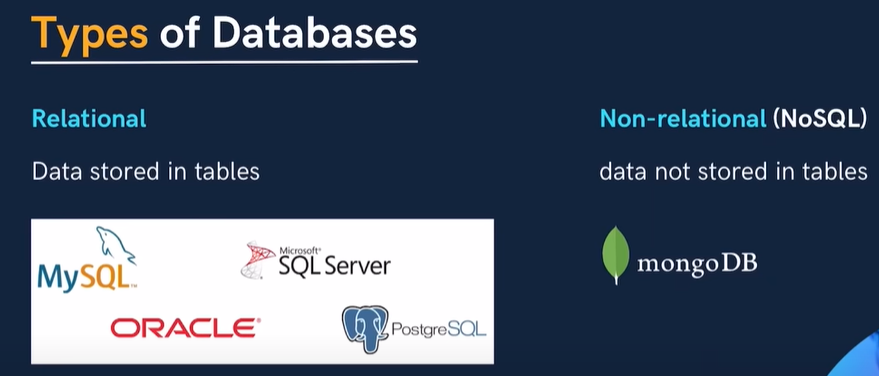 Types of Databases
Relational
Data stored in tables
MySQL™
Microsoft®
SQL Server
ORACLE®
PostgreSQL
Non-relational (NoSQL)
data not stored in tables
mongoDB